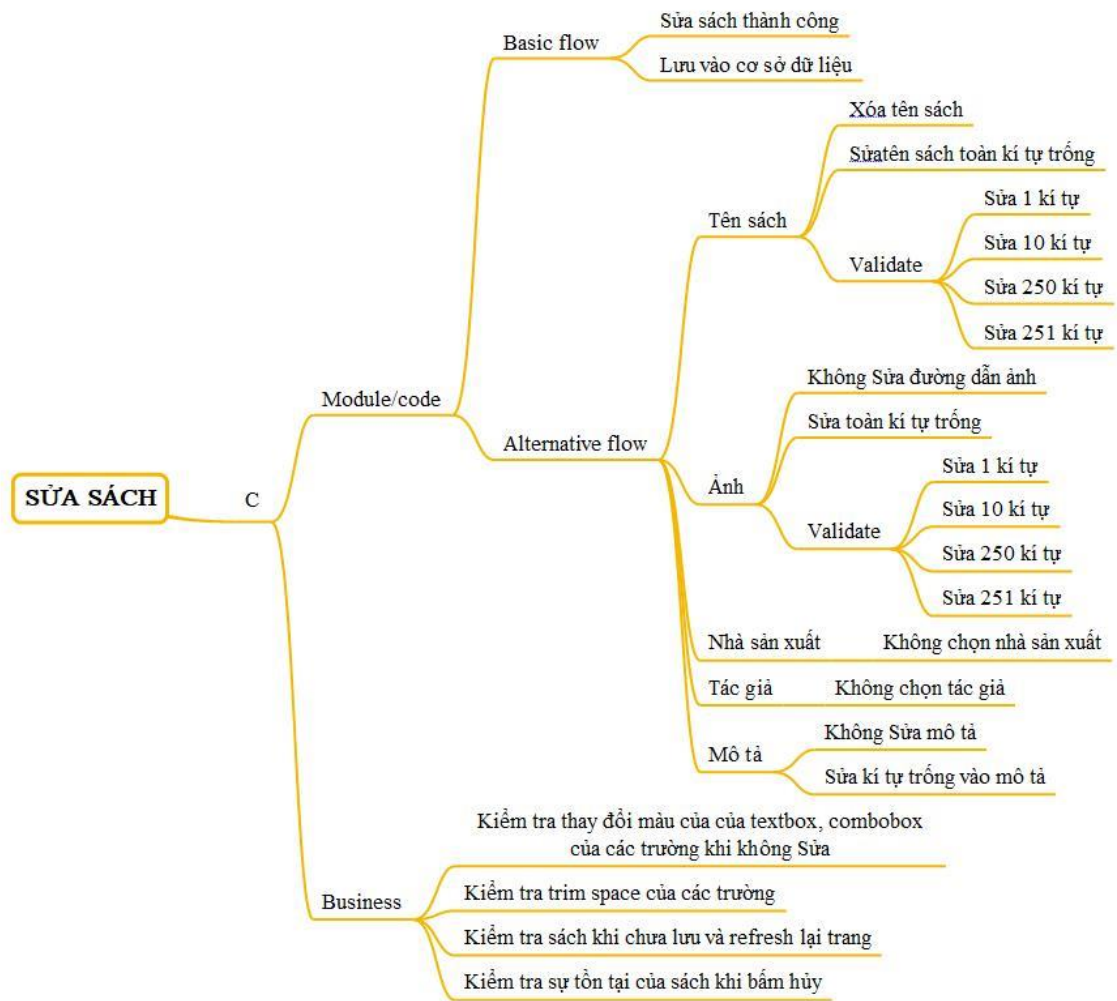 SỬA SÁCH
C
Module/code
Basic flow
Sửa sách thành công
Lưu vào cơ sở dữ liệu
Alternative flow
Tên sách
Xóa tên sách
Sửatên sách toàn kí tự trống
Validate
Sửa 1 kí tự
Sửa 10 kí tự
Sửa 250 kí tự
Sửa 251 kí tự
Ảnh
Không Sửa đường dẫn ảnh
Sửa toàn kí tự trống
Validate
Sửa 1 kí tự
Sửa 10 kí tự
Sửa 250 kí tự
Sửa 251 kí tự
Nhà sản xuất
Không chọn nhà sản xuất
Tác giả
Không chọn tác giả
Mô tả
Không Sửa mô tả
Sửa kí tự trống vào mô tả
Business
Kiểm tra thay đổi màu của của textbox, combobox
của các trường khi không Sửa
Kiểm tra trim space của các trường
Kiểm tra sách khi chưa lưu và refresh lại trang
Kiểm tra sự tồn tại của sách khi bấm hủy